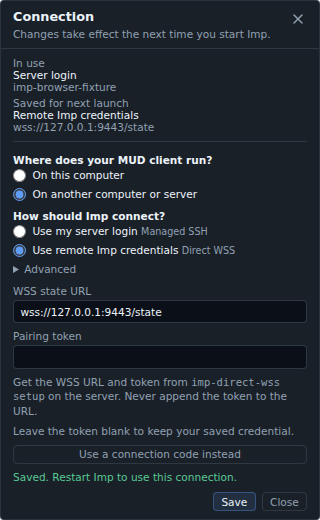 Connection
Changes take effect the next time you start Imp.
In use
Server login
imp-browser-fixture
Saved for next launch
Remote Imp credentials
wss://127.0.0.1:9443/state
Where does your MUD client run?
On this computer
On another computer or server
How should Imp connect?
Use my server login Managed SSH
Use remote Imp credentials Direct WSS
Advanced
WSS state URL
wss://127.0.0.1:9443/state
Pairing token
Get the WSS URL and token from imp-direct-wss
setup on the server. Never append the token to the
URL.
Leave the token blank to keep your saved credential.
Use a connection code instead
Saved. Restart Imp to use this connection.
Save Close